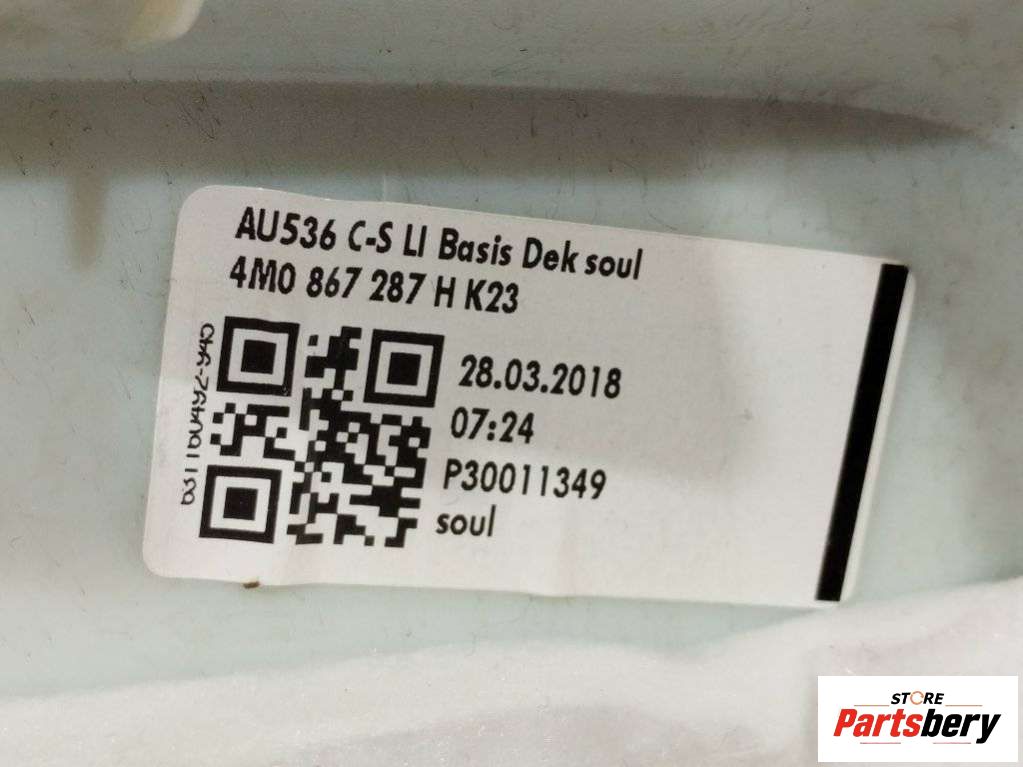 AU536 C-S LI Basis Dek soul
4M0 867 287 H K23
28.03.2018
07:24
P30011349
soul
STORE
Partsbery